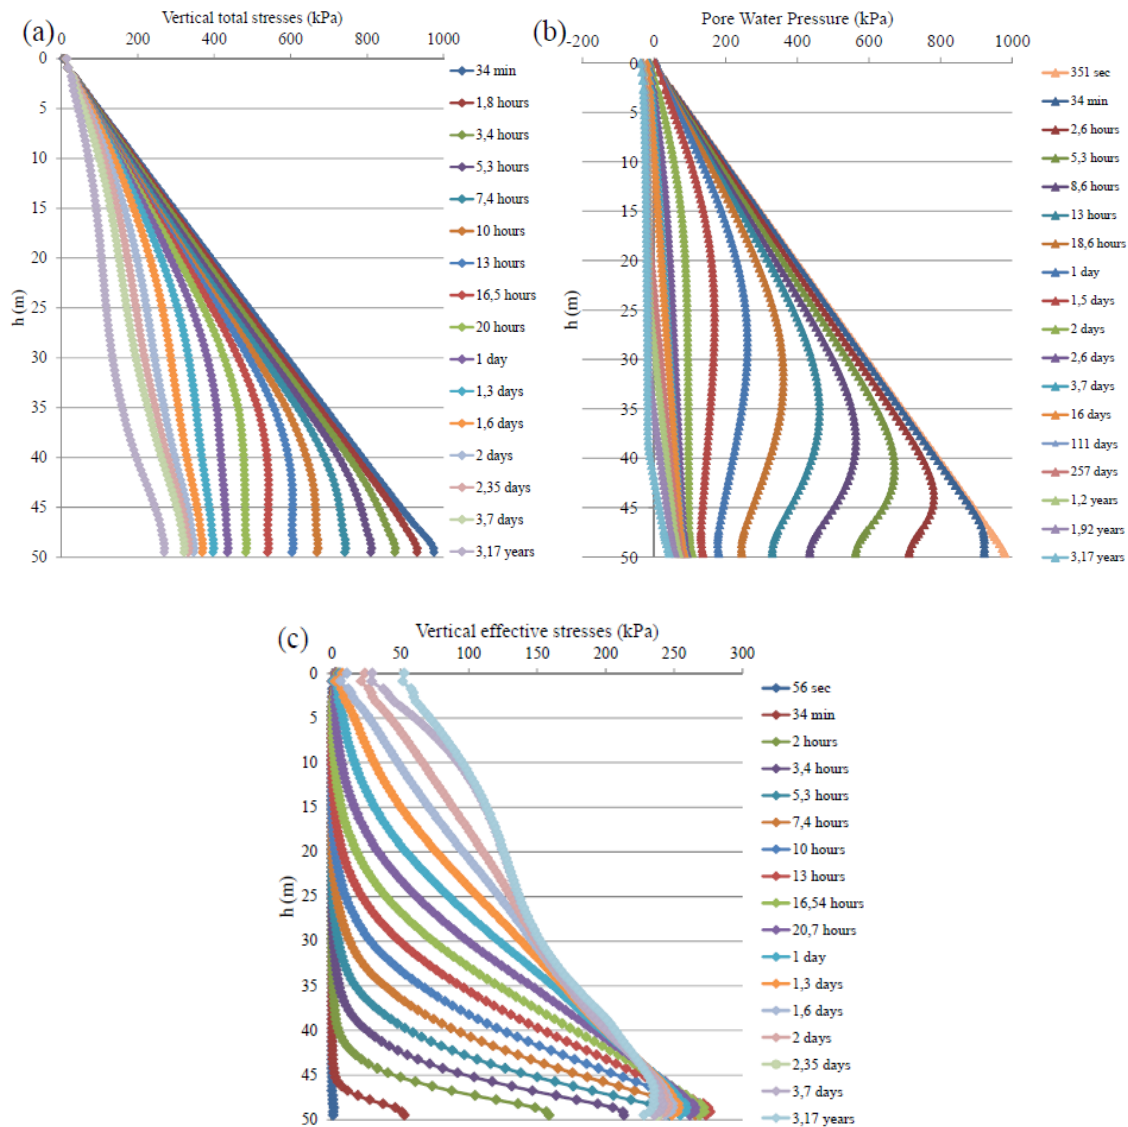 (a)
Vertical total stresses (kPa)
0 200 400 600 800 1000
0
5
10
15
20
25
30
35
40
45
50
h (m)
34 min
1,8 hours
3,4 hours
5,3 hours
7,4 hours
10 hours
13 hours
16,5 hours
20 hours
1 day
1,3 days
1,6 days
2 days
2,35 days
3,7 days
3,17 years
(b)
Pore Water Pressure (kPa)
-200 0 200 400 600 800 1000
0
5
10
15
20
25
30
35
40
45
50
h (m)
351 sec
34 min
2,6 hours
5,3 hours
8,6 hours
13 hours
18,6 hours
1 day
1,5 days
2 days
2,6 days
3,7 days
16 days
111 days
257 days
1,2 years
1,92 years
3,17 years
(c)
Vertical effective stresses (kPa)
0 50 100 150 200 250 300
0
5
10
15
20
25
30
35
40
45
50
h (m)
56 sec
34 min
2 hours
3,4 hours
5,3 hours
7,4 hours
10 hours
13 hours
16,54 hours
20,7 hours
1 day
1,3 days
1,6 days
2 days
2,35 days
3,7 days
3,17 years